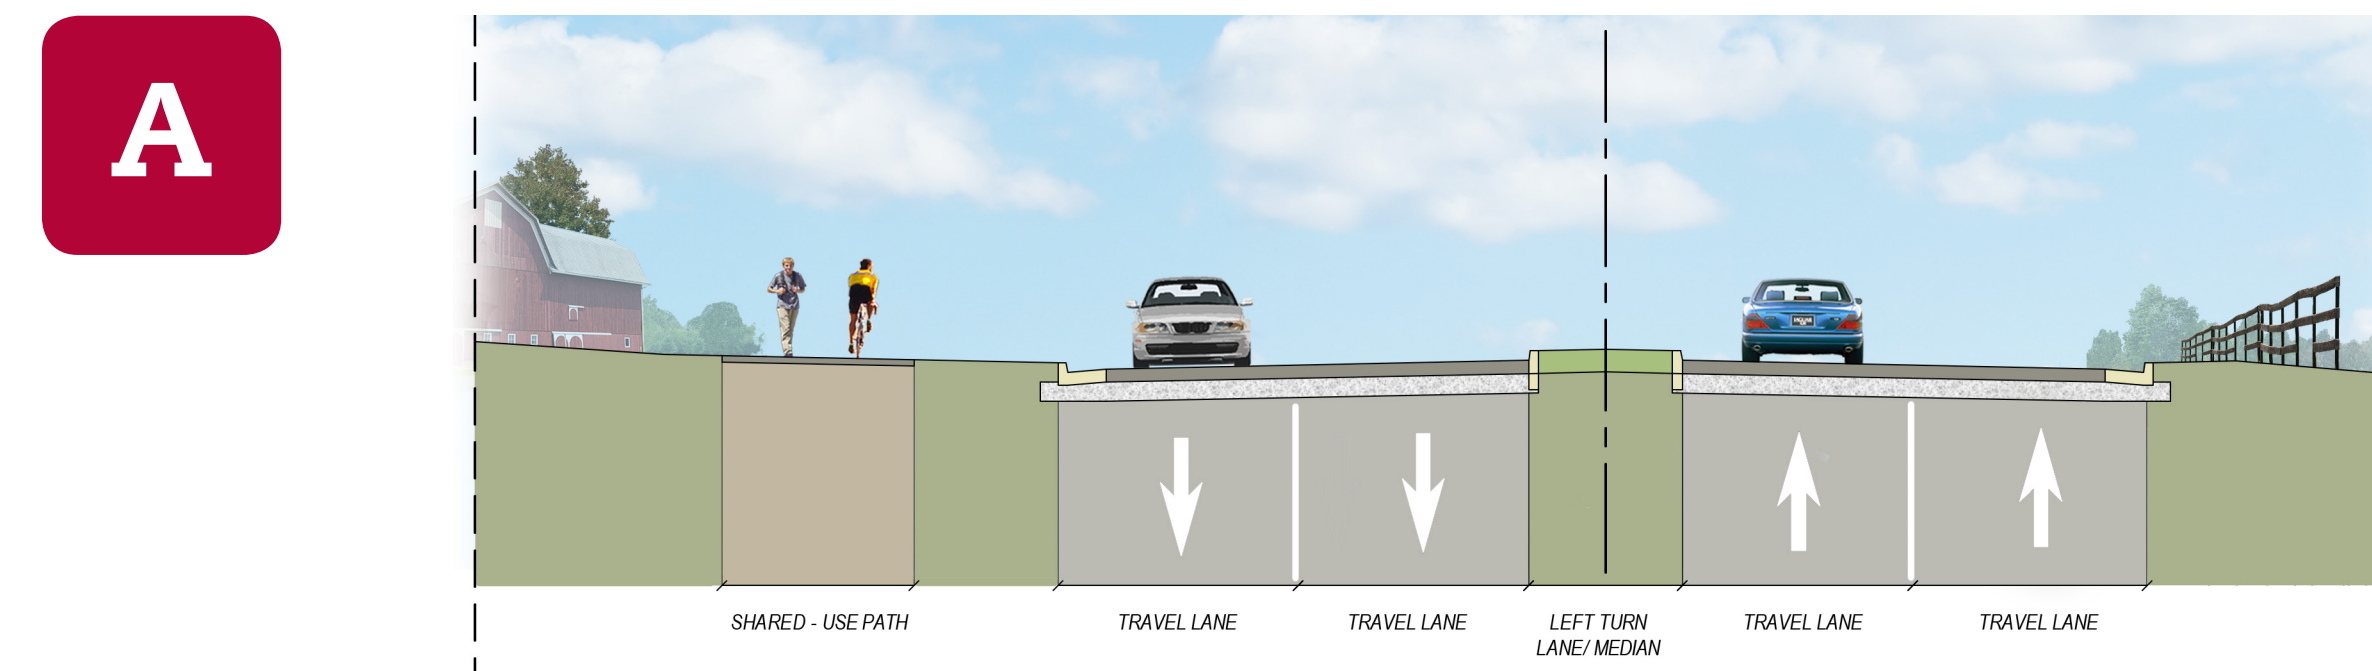 A
SHARED - USE PATH
TRAVEL LANE
TRAVEL LANE
LEFT TURN
LANE/ MEDIAN
TRAVEL LANE
TRAVEL LANE